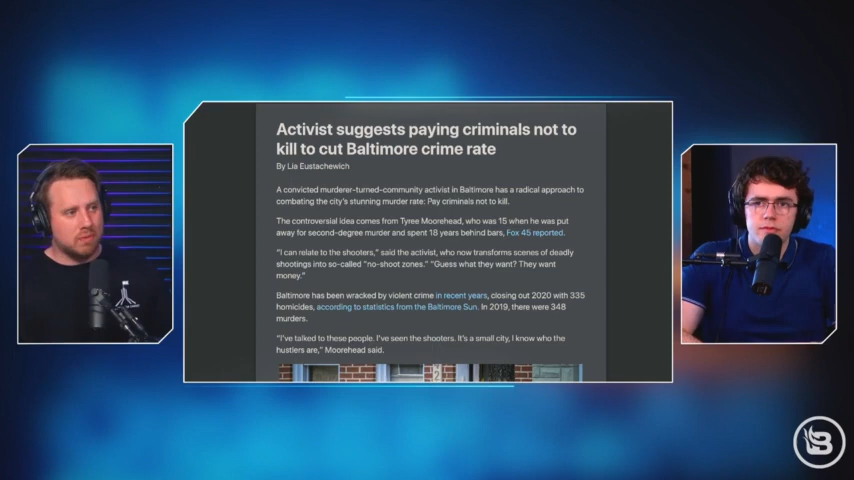 Activist suggests paying criminals not to
kill to cut Baltimore crime rate
By Lia Eustachewich
A convicted murderer-turned-community activist in Baltimore has a radical approach to
combating the city's stunning murder rate: Pay criminals not to kill.
The controversial idea comes from Tyree Moorehead, who was 15 when he was put
away for second-degree murder and spent 18 years behind bars, Fox 45 reported.
"I can relate to the shooters," said the activist, who now transforms scenes of deadly
shootings into so-called "no-shoot zones." "Guess what they want? They want
money."
Baltimore has been wracked by violent crime in recent years, closing out 2020 with 335
homicides, according to statistics from the Baltimore Sun. In 2019, there were 348
murders.
"I've talked to these people. I've seen the shooters. It's a small city, I know who the
hustlers are," Moorehead said.
B